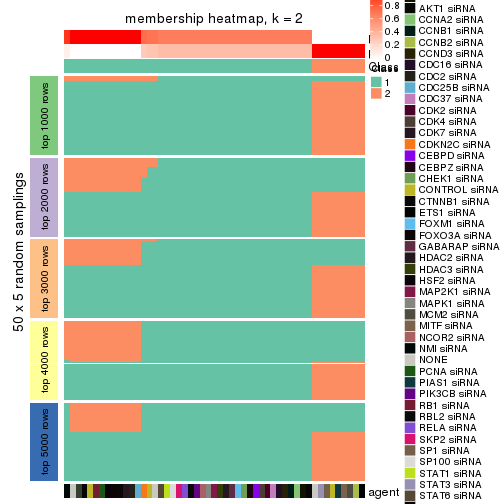 membership heatmap, k = 2
50 x 5 random samplings
top 1000 rows
top 2000 rows
top 3000 rows
top 4000 rows
top 5000 rows
0.8
0.6
0.4
0.2
0
Class
1
2
agent
AKT1 siRNA
CCNA2 siRNA
CCNB1 siRNA
CCNB2 siRNA
CCND3 siRNA
CDC16 siRNA
CDC2 siRNA
CDC25B siRNA
CDC37 siRNA
CDK2 siRNA
CDK4 siRNA
CDK7 siRNA
CDKN2C siRNA
CEBPD siRNA
CEBPZ siRNA
CHEK1 siRNA
CONTROL siRNA
CTNNB1 siRNA
ETS1 siRNA
FOXM1 siRNA
FOXO3A siRNA
GABARAP siRNA
HDAC2 siRNA
HDAC3 siRNA
HSF2 siRNA
MAP2K1 siRNA
MAPK1 siRNA
MCM2 siRNA
MITF siRNA
NCOR2 siRNA
NMI siRNA
NONE
PCNA siRNA
PIAS1 siRNA
PIK3CB siRNA
RB1 siRNA
RBL2 siRNA
RELA siRNA
SKP2 siRNA
SP1 siRNA
SP100 siRNA
STAT1 siRNA
STAT3 siRNA
STAT6 siRNA